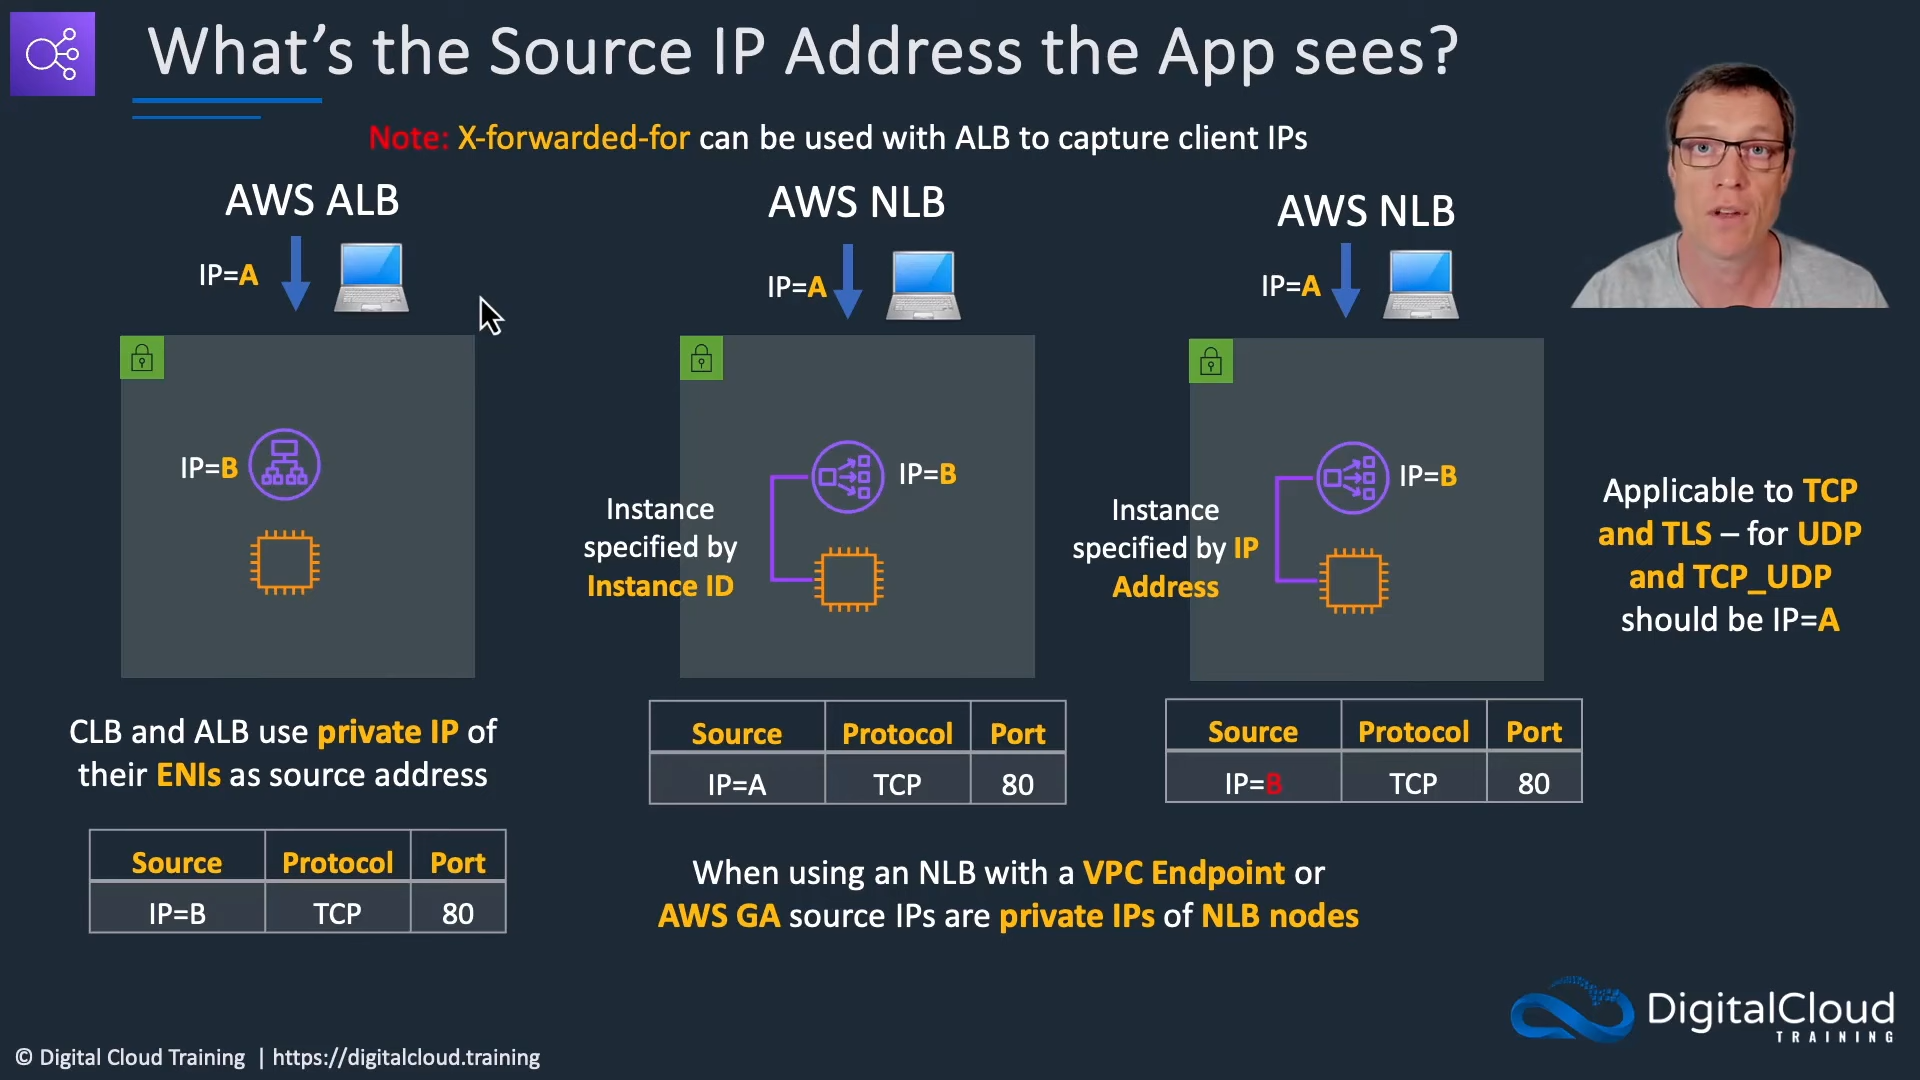 What's the Source IP Address the App sees?
Note: X-forwarded-for can be used with ALB to capture client IPs
AWS ALB
IP=A
IP=B
CLB and ALB use private IP of
their ENIs as source address
Source Protocol Port
IP=B TCP 80
AWS NLB
IP=A
IP=B
Instance
specified by
Instance ID
Source Protocol Port
IP=A TCP 80
AWS NLB
IP=A
IP=B
Instance
specified by IP
Address
Source Protocol Port
IP=B TCP 80
Applicable to TCP
and TLS – for UDP
and TCP_UDP
should be IP=A
When using an NLB with a VPC Endpoint or
AWS GA source IPs are private IPs of NLB nodes
DigitalCloud
TRAINING
© Digital Cloud Training | https://digitalcloud.training